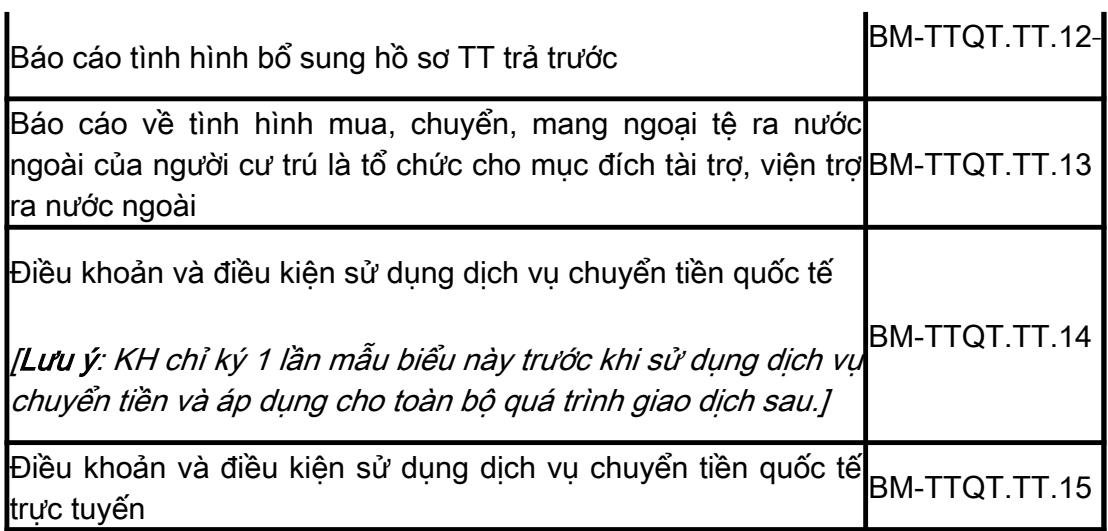 Báo cáo tình hình bổ sung hồ sơ TT trả trước
BM-TTQT.TT.12-
Báo cáo về tình hình mua, chuyển, mang ngoại tệ ra nước
ngoài của người cư trú là tổ chức cho mục đích tài trợ, viện trợ
ra nước ngoài
BM-TTQT.TT.13
Điều khoản và điều kiện sử dụng dịch vụ chuyển tiền quốc tế
[Lưu ý: KH chỉ ký 1 lần mẫu biểu này trước khi sử dụng dịch vụ
chuyển tiền và áp dụng cho toàn bộ quá trình giao dịch sau.]
BM-TTQT.TT.14
Điều khoản và điều kiện sử dụng dịch vụ chuyển tiền quốc tế
trực tuyến
BM-TTQT.TT.15